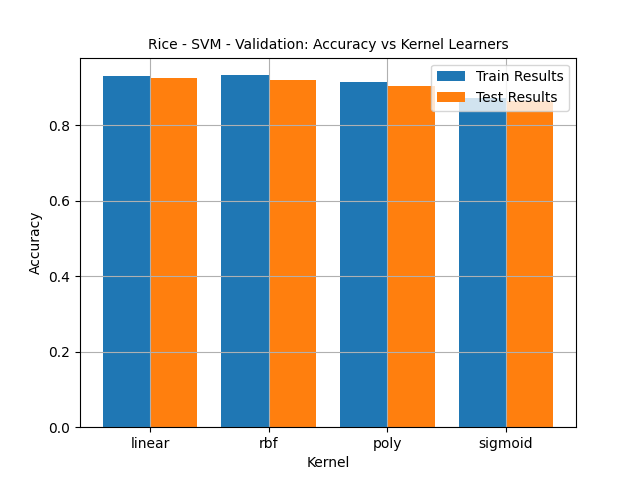 Rice - SVM - Validation: Accuracy vs Kernel Learners
Train Results
Test Results
0.8
0.6
0.4
0.2
0.0
Accuracy
linear
rbf
poly
sigmoid
Kernel